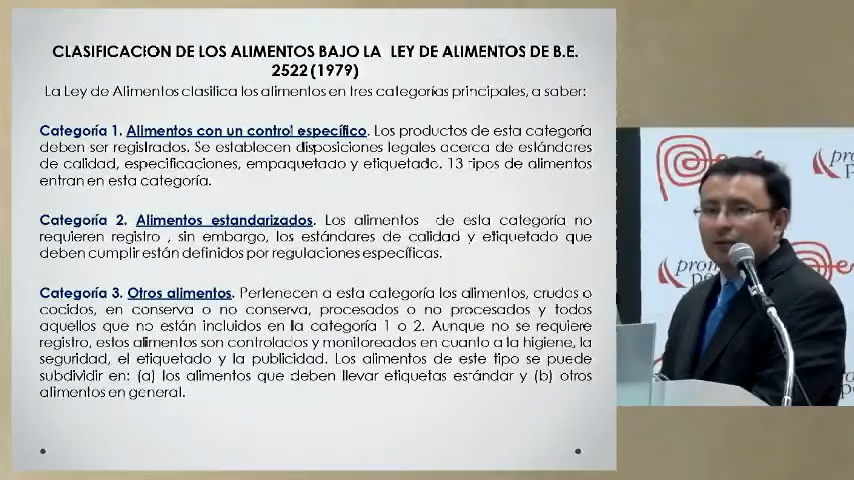 CLASIFICACION DE LOS ALIMENTOS BAJO LA LEY DE ALIMENTOS DE B.E.
2522 (1979)
La Ley de Alimentos clasifica los alimentos en tres categorías principales, a saber:
Categoría 1. Alimentos con un control específico. Los productos de esta categoría
deben ser registrados. Se establecen disposiciones legales acerca de estándares
de calidad, especificaciones, empaquetado y etiquetado. 13 tipos de alimentos
entran en esta categoría.
Categoría 2. Alimentos estandarizados. Los alimentos de esta categoría no
requieren registro , sin embargo, los estándares de calidad y etiquetado que
deben cumplir están definidos por regulaciones específicas.
Categoría 3. Otros alimentos. Pertenecen a esta categoría los alimentos, crudos o
cocidos, en conserva o no conserva, procesados o no procesados y todos
aquellos que no están incluidos en la categoría 1 o 2. Aunque no se requiere
registro, estos alimentos son controlados y monitoreados en cuanto a la higiene, la
seguridad, el etiquetado y la publicidad. Los alimentos de este tipo se puede
subdividir en: (a) los alimentos que deben llevar etiquetas estándar y (b) otros
alimentos en general.
Perú